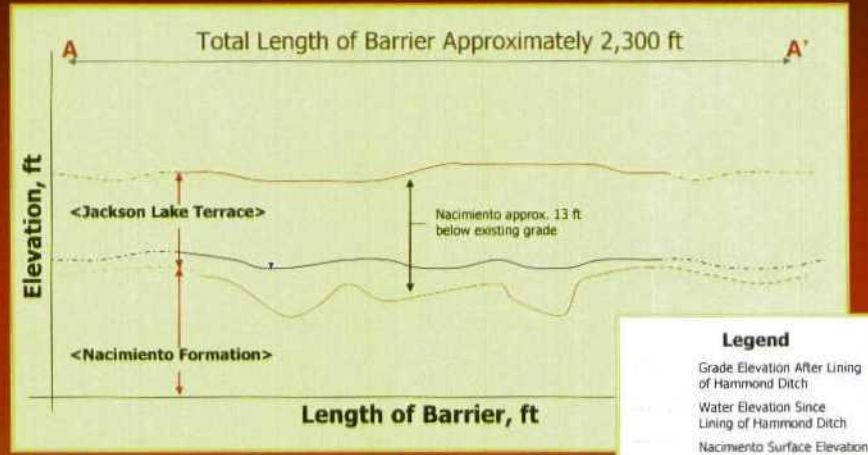 Total Length of Barrier Approximately 2,300 ft
A
A'
Elevation, ft
<Jackson Lake Terrace>
Nacimiento approx. 13 ft
below existing grade
<Nacimiento Formation>
Length of Barrier, ft
Legend
Grade Elevation After Lining
of Hammond Ditch
Water Elevation Since
Lining of Hammond Ditch
Nacimiento Surface Elevation